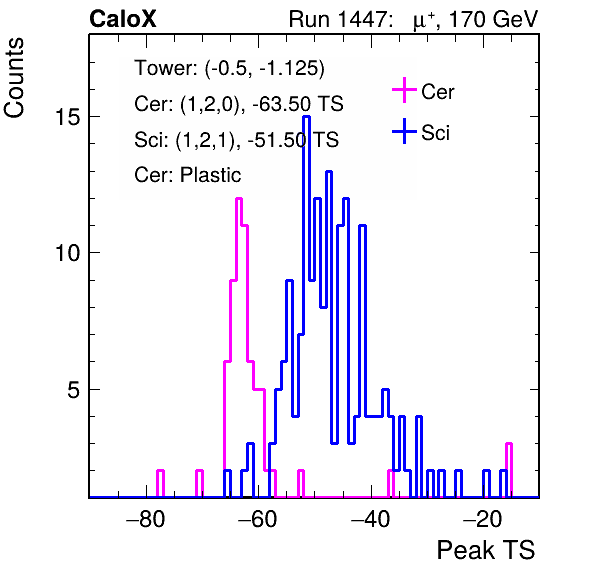 CaloX Run 1447: μ⁺, 170 GeV
Counts
Tower: (-0.5, -1.125)
Cer: (1,2,0), -63.50 TS
Sci: (1,2,1), -51.50 TS
Cer: Plastic
Cer
Sci
15
10
5
−80 −60 −40 −20
Peak TS